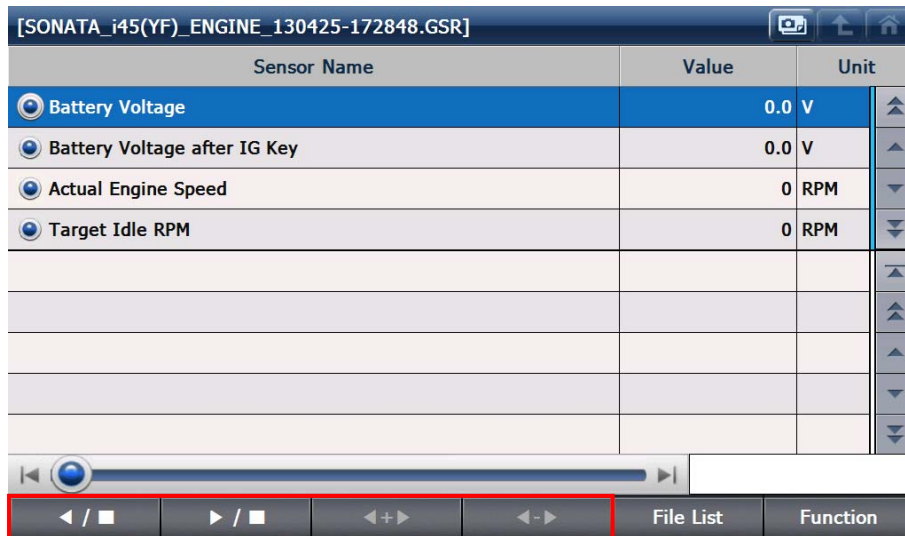 [SONATA_i45(YF)_ENGINE_130425-172848.GSR]
Sensor Name Value Unit
Battery Voltage 0.0 V
Battery Voltage after IG Key 0.0 V
Actual Engine Speed 0 RPM
Target Idle RPM 0 RPM
◀ / ■ ▶ / ■ ◀+▶ ◀-▶ File List Function